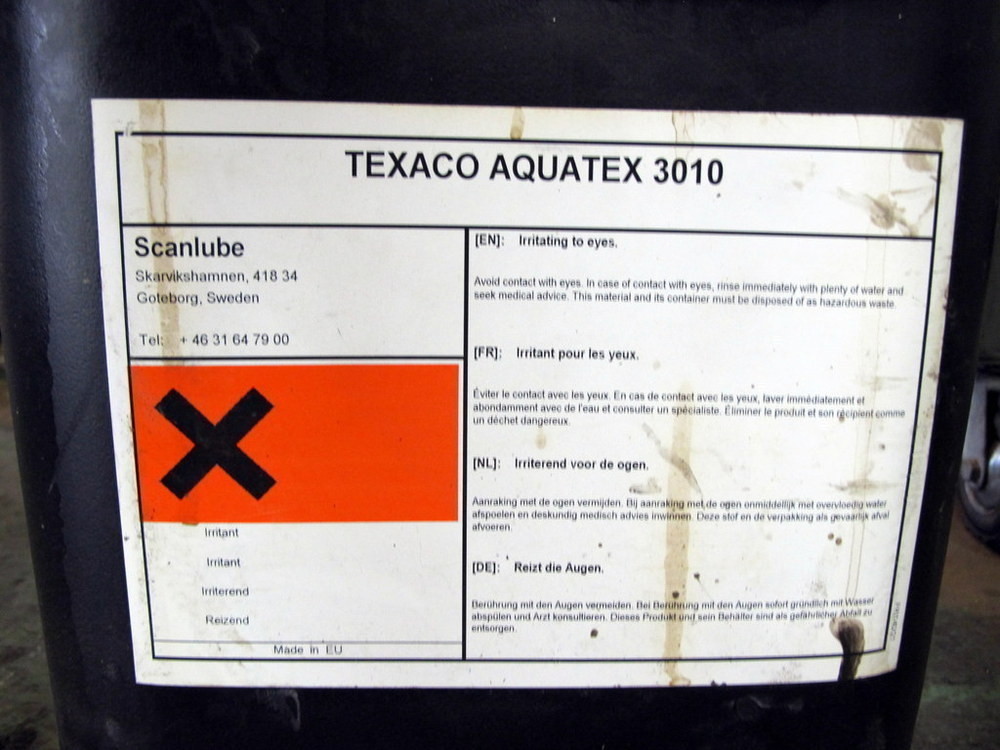 TEXACO AQUATEX 3010
Scanlube
Skarvikshamnen, 418 34
Goteborg, Sweden
Tel: + 46 31 64 79 00
Irritant
Irritant
Irriterend
Reizend
Made in EU
[EN]: Irritating to eyes.
Avoid contact with eyes. In case of contact with eyes, rinse immediately with plenty of water and
seek medical advice. This material and its container must be disposed of as hazardous waste.
[FR]: Irritant pour les yeux.
Éviter le contact avec les yeux. En cas de contact avec les yeux, laver immédiatement et
abondamment avec de l'eau et consulter un spécialiste. Éliminer le produit et son récipient comme
un déchet dangereux.
[NL]: Irriterend voor de ogen.
Aanraking met de ogen vermijden. Bij aanraking met de ogen onmiddellijk met overvloedig water
afspoelen en deskundig medisch advies inwinnen. Deze stof en de verpakking als gevaarlijk afval
afvoeren.
[DE]: Reizt die Augen.
Berührung mit den Augen vermeiden. Bei Berührung mit den Augen sofort gründlich mit Wasser
abspülen und Arzt konsultieren. Dieses Produkt und sein Behälter sind als gefährlicher Abfall zu
entsorgen.